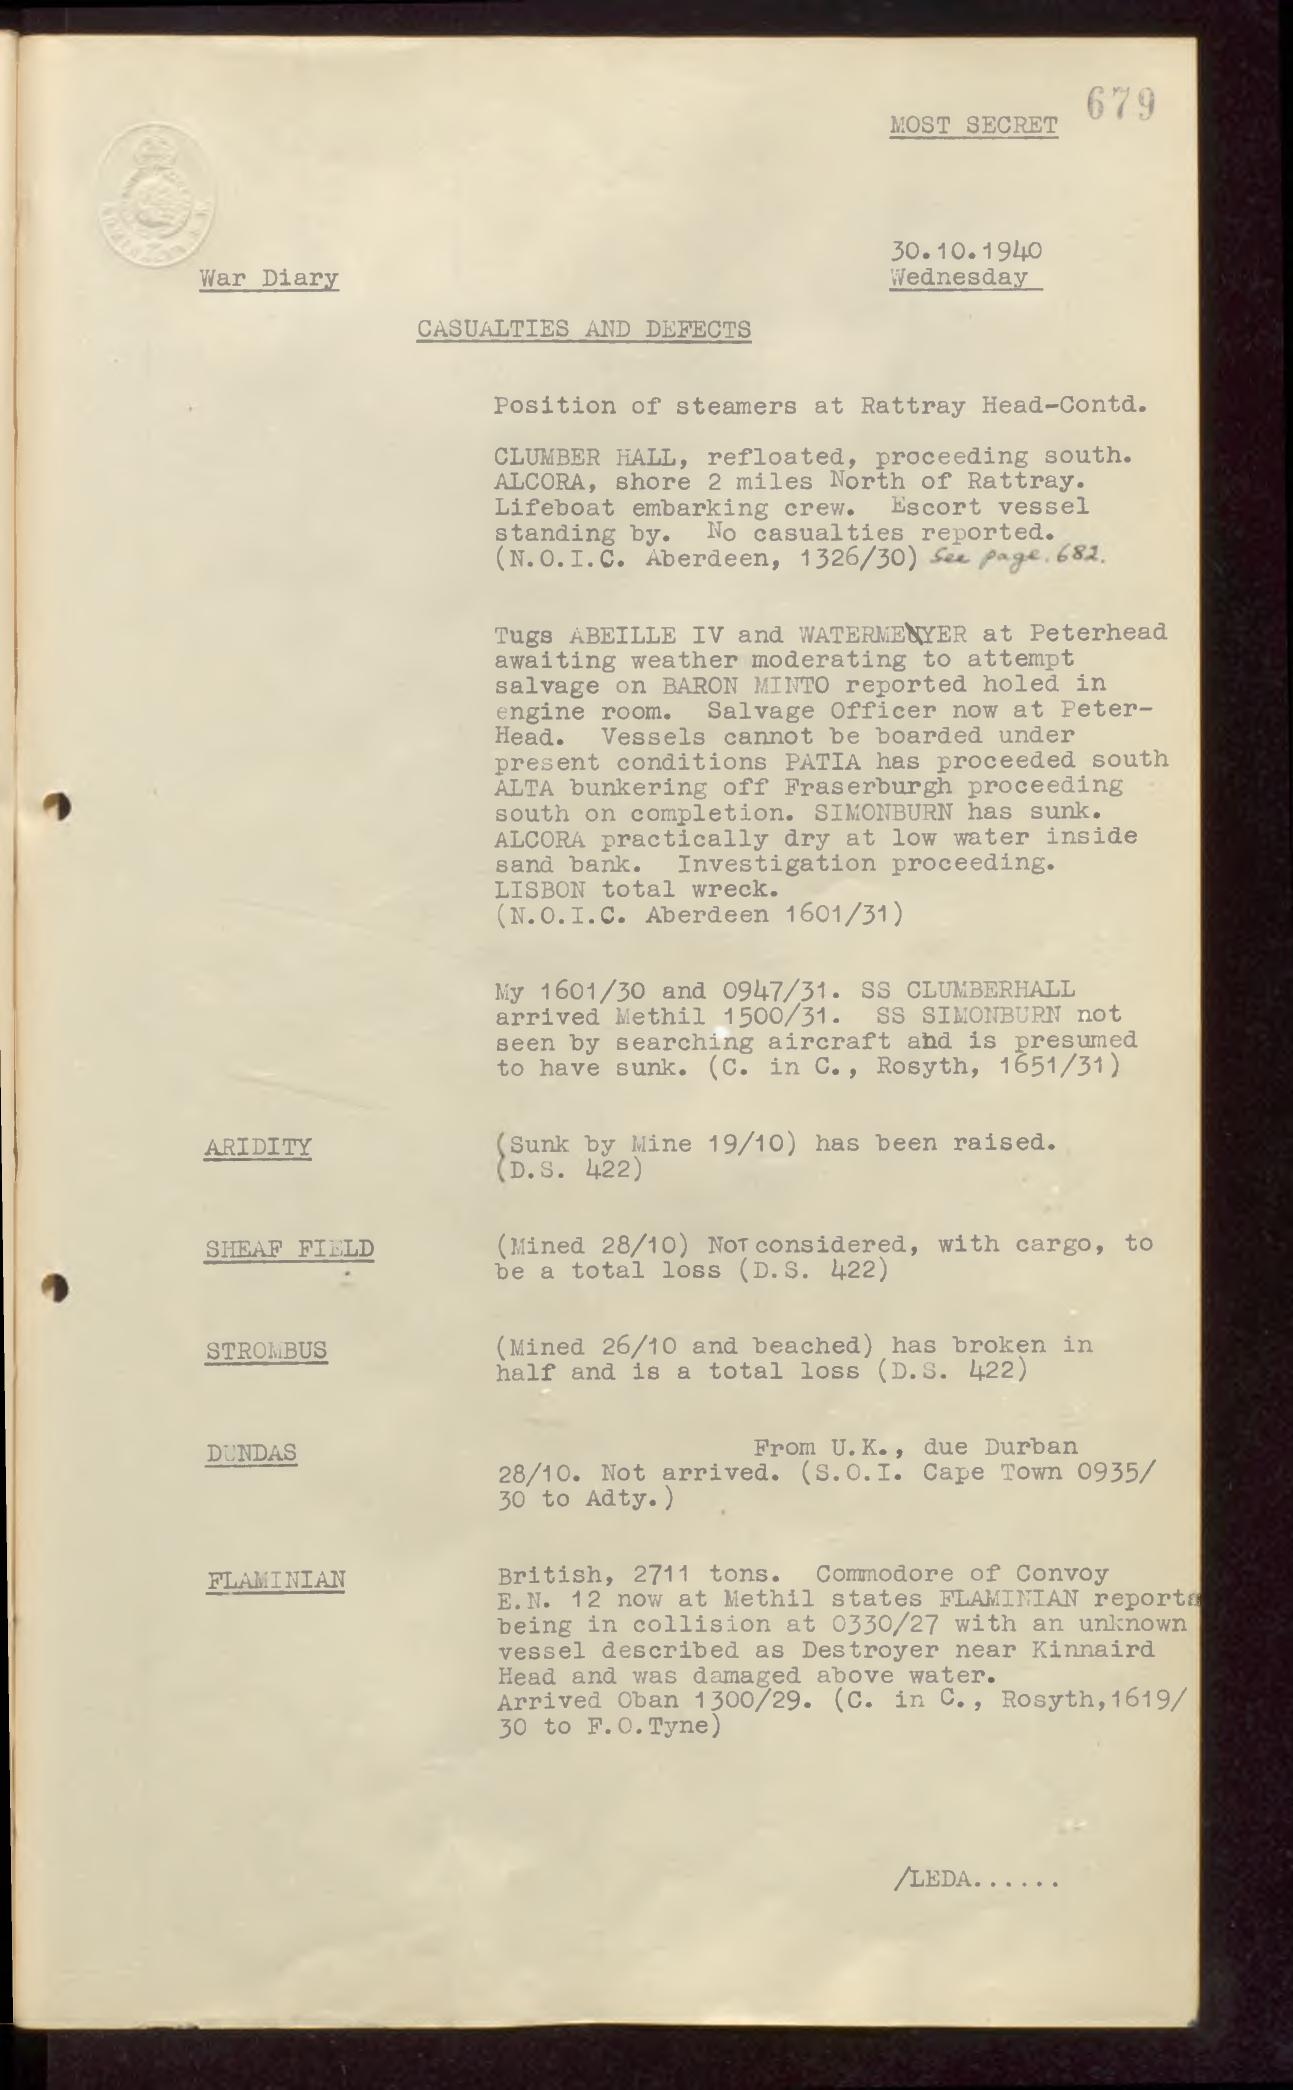 679
MOST SECRET
30.10.1940
War Diary
Wednesday
CASUALTIES AND DEFECTS
Position of steamers at Rattray Head-Contd.
CLUMBER HALL, refloated, proceeding south.
ALCORA, shore 2 miles North of Rattray.
Lifeboat embarking crew. Escort vessel
standing by. No casualties reported.
(N.O.I.C. Aberdeen, 1326/30) See page. 682.
Tugs ABEILLE IV and WATERMEYER at Peterhead
awaiting weather moderating to attempt
salvage on BARON MINTO reported holed in
engine room. Salvage Officer now at Peter-
Head. Vessels cannot be boarded under
present conditions PATIA has proceeded south
ALTA bunkering off Fraserburgh proceeding
south on completion. SIMONBURN has sunk.
ALCORA practically dry at low water inside
sand bank. Investigation proceeding.
LISBON total wreck.
(N.O.I.C. Aberdeen 1601/31)
My 1601/30 and 0947/31. SS CLUMBERHALL
arrived Methil 1500/31. SS SIMONBURN not
seen by searching aircraft and is presumed
to have sunk. (C. in C., Rosyth, 1651/31)
ARIDITY (Sunk by Mine 19/10) has been raised.
(D.S. 422)
SHEAF FIELD (Mined 28/10) NOT considered, with cargo, to
be a total loss (D.S. 422)
STROMBUS (Mined 26/10 and beached) has broken in
half and is a total loss (D.S. 422)
DUNDAS From U.K., due Durban
28/10. Not arrived. (S.O.I. Cape Town 0935/
30 to Adty.)
FLAMINIAN British, 2711 tons. Commodore of Convoy
E.N. 12 now at Methil states FLAMINIAN reports
being in collision at 0330/27 with an unknown
vessel described as Destroyer near Kinnaird
Head and was damaged above water.
Arrived Oban 1300/29. (C. in C., Rosyth,1619/
30 to F.O.Tyne)
/LEDA......